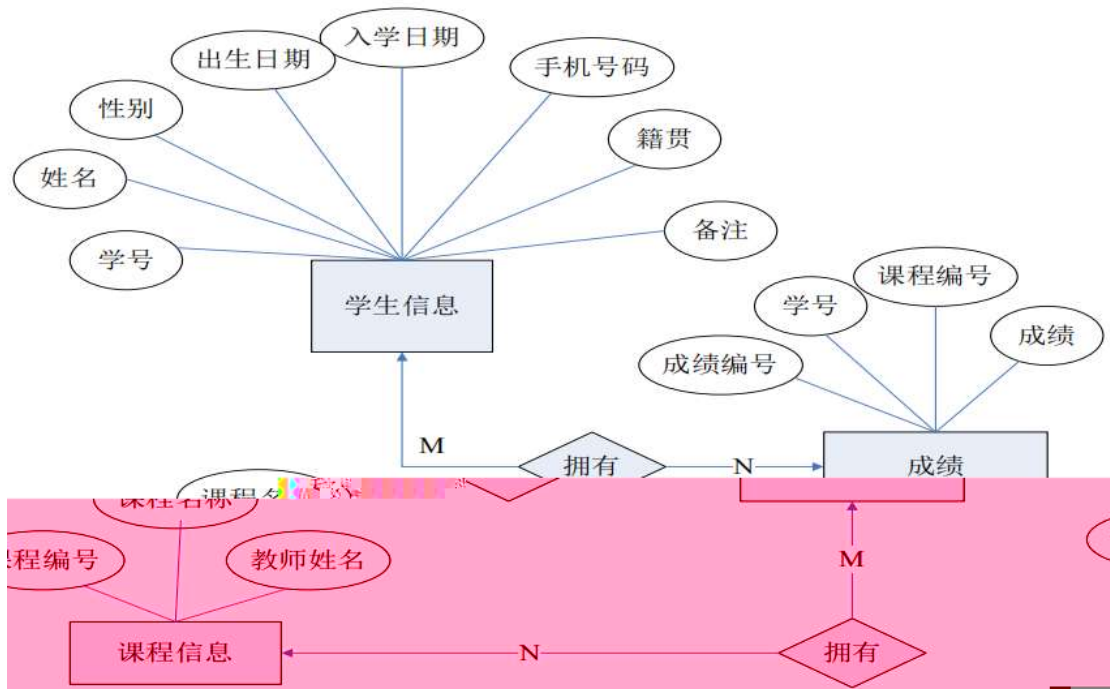 入学日期
出生日期
手机号码
性别
籍贯
姓名
备注
学号
学生信息
课程编号
学号
成绩
成绩编号
M
拥有
N
成绩
课程名称
程编号
教师姓名
M
课程信息
N
拥有